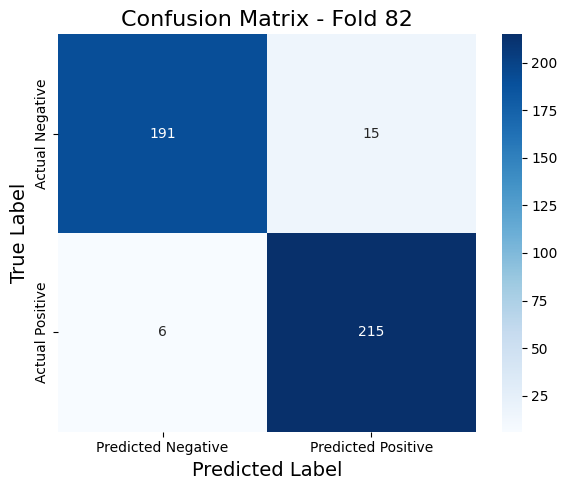 Confusion Matrix - Fold 82
True Label
Actual Negative
191
15
Actual Positive
6
215
Predicted Negative
Predicted Positive
Predicted Label
200
175
150
125
100
75
50
25